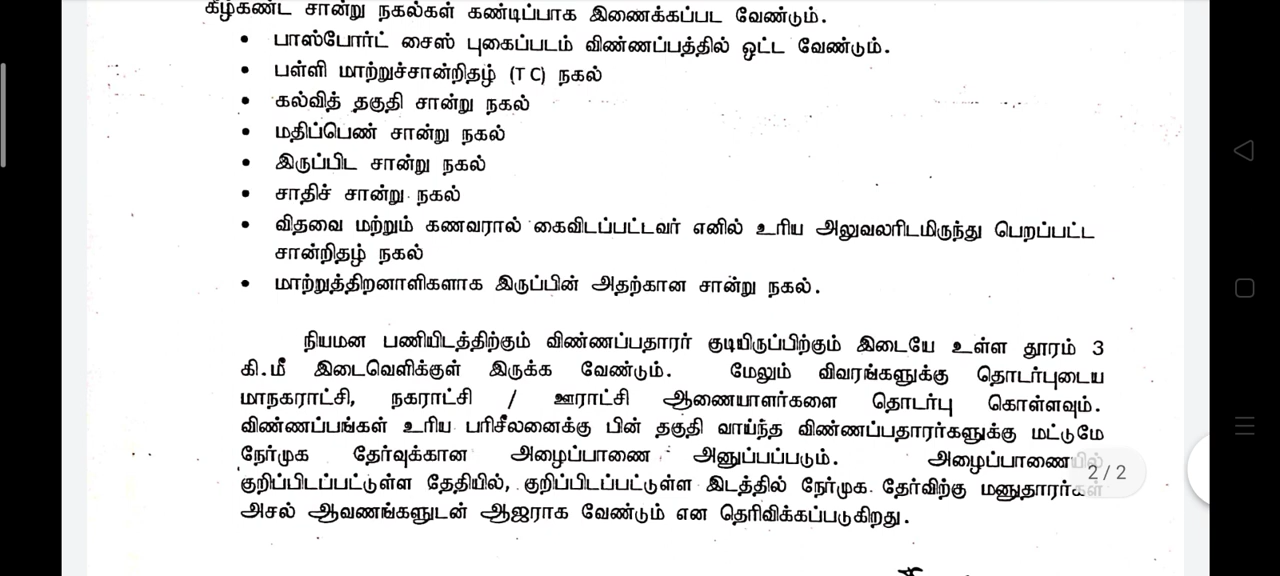 கீழ்கண்ட சான்று நகல்கள் கண்டிப்பாக இணைக்கப்பட வேண்டும்.
• பாஸ்போர்ட் சைஸ் புகைப்படம் விண்ணப்பத்தில் ஒட்ட வேண்டும்.
• பள்ளி மாற்றுச்சான்றிதழ் (T C) நகல்
• கல்வித் தகுதி சான்று நகல்
• மதிப்பெண் சான்று நகல்
• இருப்பிட சான்று நகல்
• சாதிச் சான்று நகல்
• விதவை மற்றும் கணவரால் கைவிடப்பட்டவர் எனில் உரிய அலுவலரிடமிருந்து பெறப்பட்ட
சான்றிதழ் நகல்
• மாற்றுத்திறனாளிகளாக இருப்பின் அதற்கான சான்று நகல்.
நியமன பணியிடத்திற்கும் விண்ணப்பதாரர் குடியிருப்பிற்கும் இடையே உள்ள தூரம் 3
கி.மீ இடைவெளிக்குள் இருக்க வேண்டும். மேலும் விவரங்களுக்கு தொடர்புடைய
மாநகராட்சி, நகராட்சி / ஊராட்சி ஆணையாளர்களை தொடர்பு கொள்ளவும்.
விண்ணப்பங்கள் உரிய பரிசீலனைக்கு பின் தகுதி வாய்ந்த விண்ணப்பதாரர்களுக்கு மட்டுமே
நேர்முக தேர்வுக்கான அழைப்பாணை அனுப்பப்படும். அழைப்பாணையில்
குறிப்பிடப்பட்டுள்ள தேதியில், குறிப்பிடப்பட்டுள்ள இடத்தில் நேர்முக தேர்விற்கு மனுதாரர்கள்
அசல் ஆவணங்களுடன் ஆஜராக வேண்டும் என தெரிவிக்கப்படுகிறது.
2 / 2